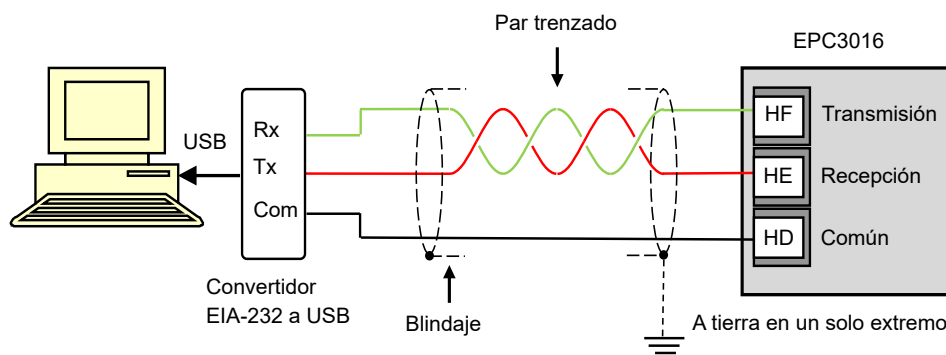 Par trenzado
EPC3016
USB
Rx
Tx
Com
HF
Transmisión
HE
Recepción
HD
Común
Convertidor
EIA-232 a USB
Blindaje
A tierra en un solo extremo